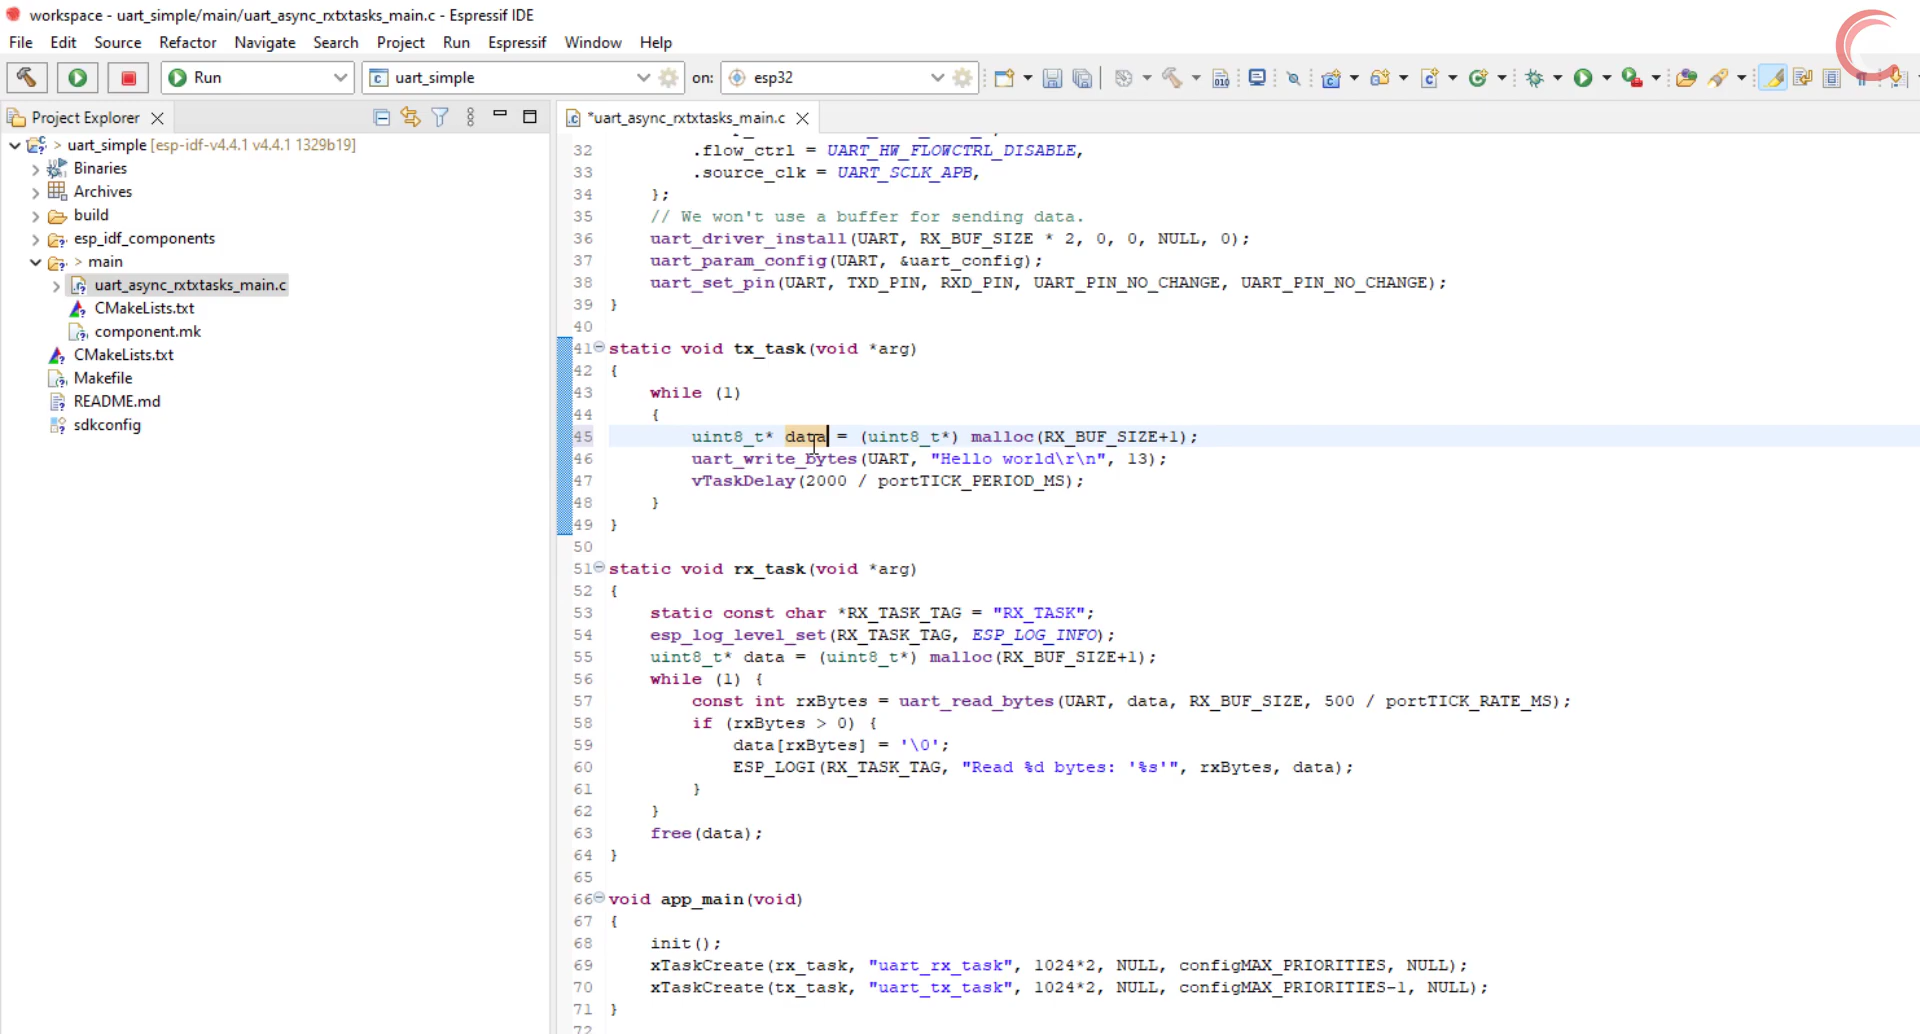 workspace - uart_simple/main/uart_async_rxtxtasks_main.c - Espressif IDE
File Edit Source Refactor Navigate Search Project Run Espressif Window Help
Run uart_simple on: esp32
Project Explorer
*uart_async_rxtxtasks_main.c
uart_simple [esp-idf-v4.4.1 v4.4.1 1329b19]
Binaries
Archives
build
esp_idf_components
main
uart_async_rxtxtasks_main.c
CMakeLists.txt
component.mk
CMakeLists.txt
Makefile
README.md
sdkconfig
32 .flow_ctrl = UART_HW_FLOWCTRL_DISABLE,
33 .source_clk = UART_SCLK_APB,
34 };
35 // We won't use a buffer for sending data.
36 uart_driver_install(UART, RX_BUF_SIZE * 2, 0, 0, NULL, 0);
37 uart_param_config(UART, &uart_config);
38 uart_set_pin(UART, TXD_PIN, RXD_PIN, UART_PIN_NO_CHANGE, UART_PIN_NO_CHANGE);
39 }
40
41 static void tx_task(void *arg)
42 {
43 while (1)
44 {
45 uint8_t* data = (uint8_t*) malloc(RX_BUF_SIZE+1);
46 uart_write_bytes(UART, "Hello world\r\n", 13);
47 vTaskDelay(2000 / portTICK_PERIOD_MS);
48 }
49 }
50
51 static void rx_task(void *arg)
52 {
53 static const char *RX_TASK_TAG = "RX_TASK";
54 esp_log_level_set(RX_TASK_TAG, ESP_LOG_INFO);
55 uint8_t* data = (uint8_t*) malloc(RX_BUF_SIZE+1);
56 while (1) {
57 const int rxBytes = uart_read_bytes(UART, data, RX_BUF_SIZE, 500 / portTICK_RATE_MS);
58 if (rxBytes > 0) {
59 data[rxBytes] = '\0';
60 ESP_LOGI(RX_TASK_TAG, "Read %d bytes: '%s'", rxBytes, data);
61 }
62 }
63 free(data);
64 }
65
66 void app_main(void)
67 {
68 init();
69 xTaskCreate(rx_task, "uart_rx_task", 1024*2, NULL, configMAX_PRIORITIES, NULL);
70 xTaskCreate(tx_task, "uart_tx_task", 1024*2, NULL, configMAX_PRIORITIES-1, NULL);
71 }
72